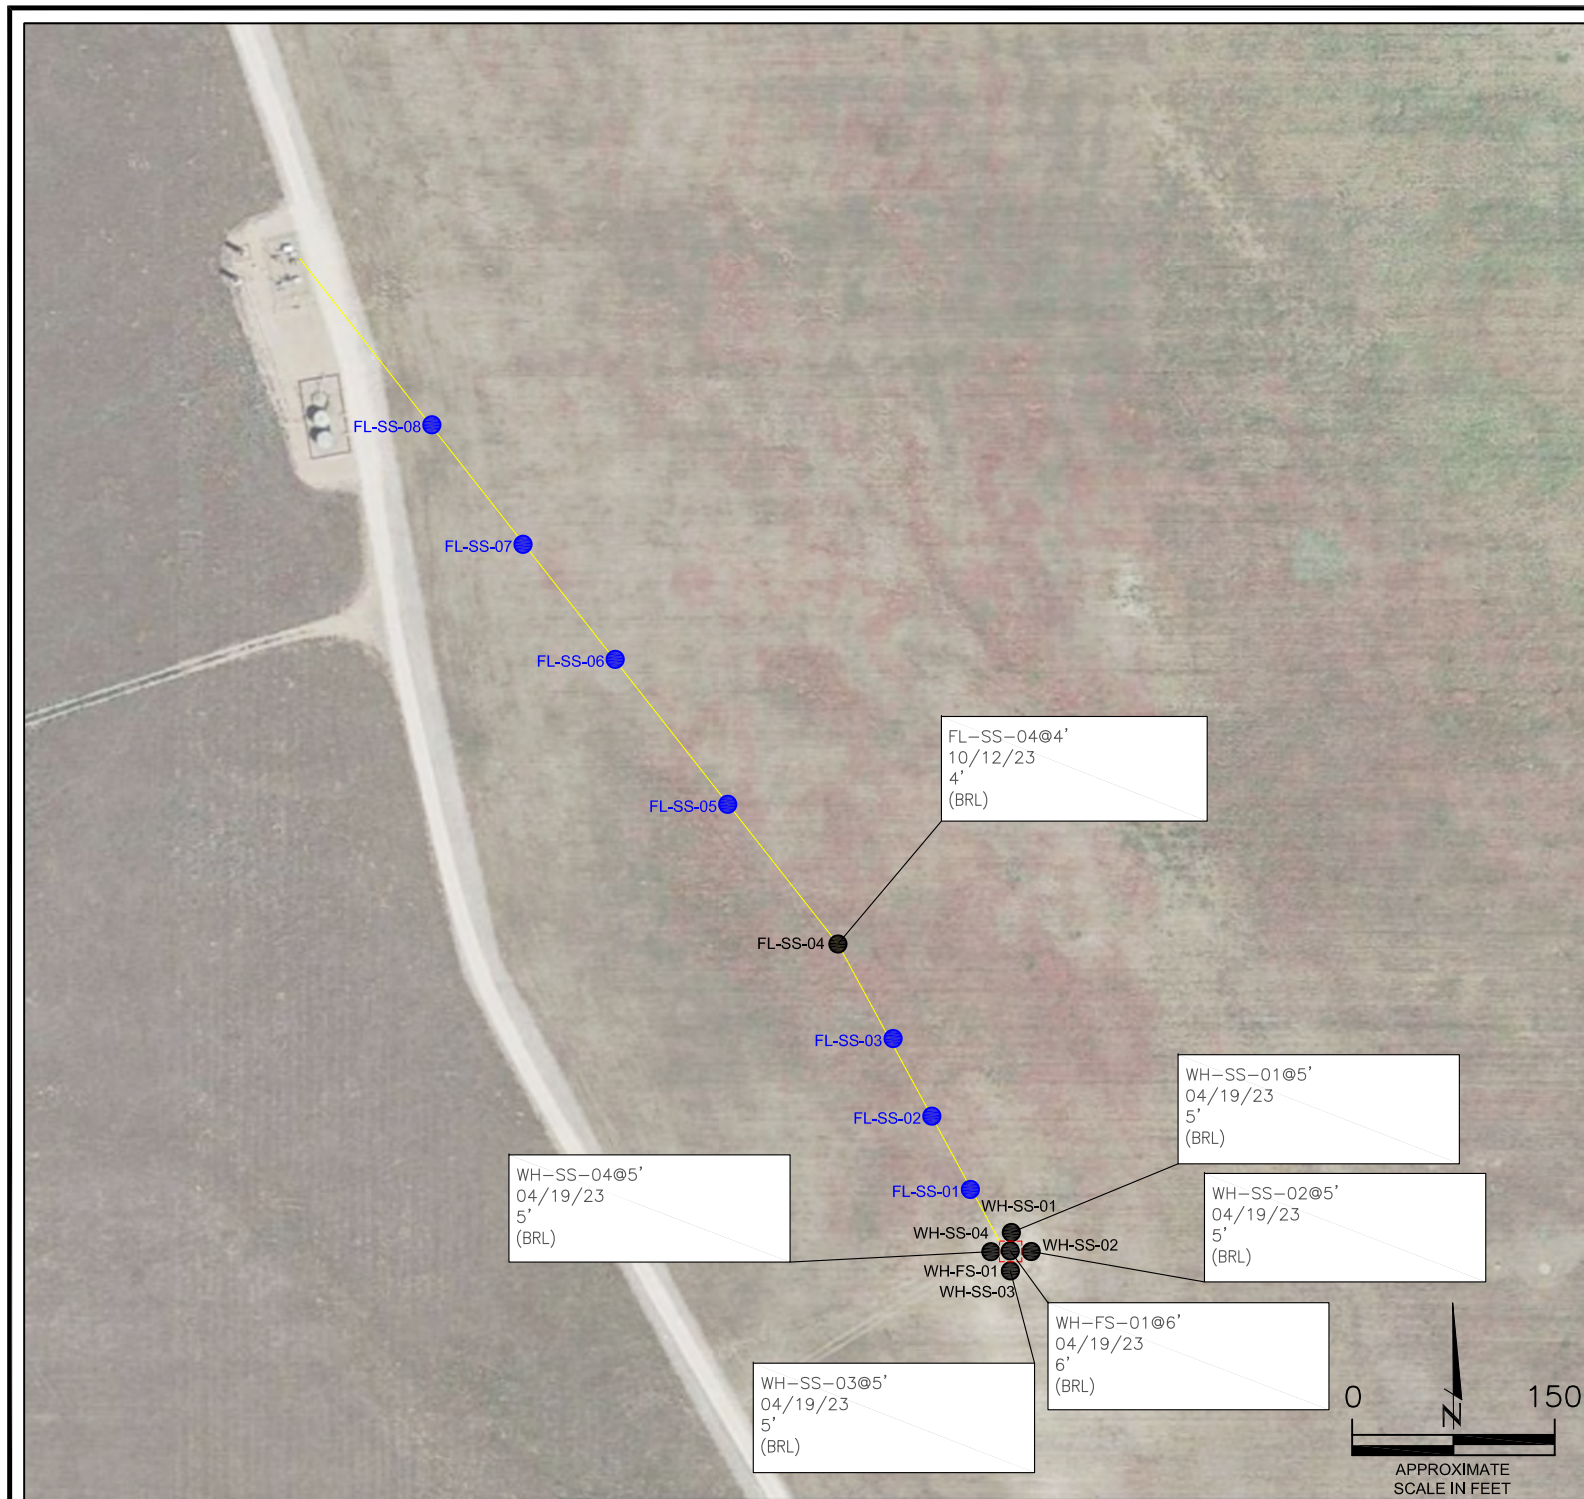 FL-SS-08
FL-SS-07
FL-SS-06
FL-SS-05
FL-SS-04@4'
10/12/23
4'
(BRL)
FL-SS-04
FL-SS-03
FL-SS-02
FL-SS-01
WH-SS-01@5'
04/19/23
5'
(BRL)
WH-SS-04@5'
04/19/23
5'
(BRL)
WH-SS-02@5'
04/19/23
5'
(BRL)
WH-SS-01
WH-SS-04
WH-SS-02
WH-FS-01
WH-SS-03
WH-FS-01@6'
04/19/23
6'
(BRL)
WH-SS-03@5'
04/19/23
5'
(BRL)
N
0 150
APPROXIMATE
SCALE IN FEET